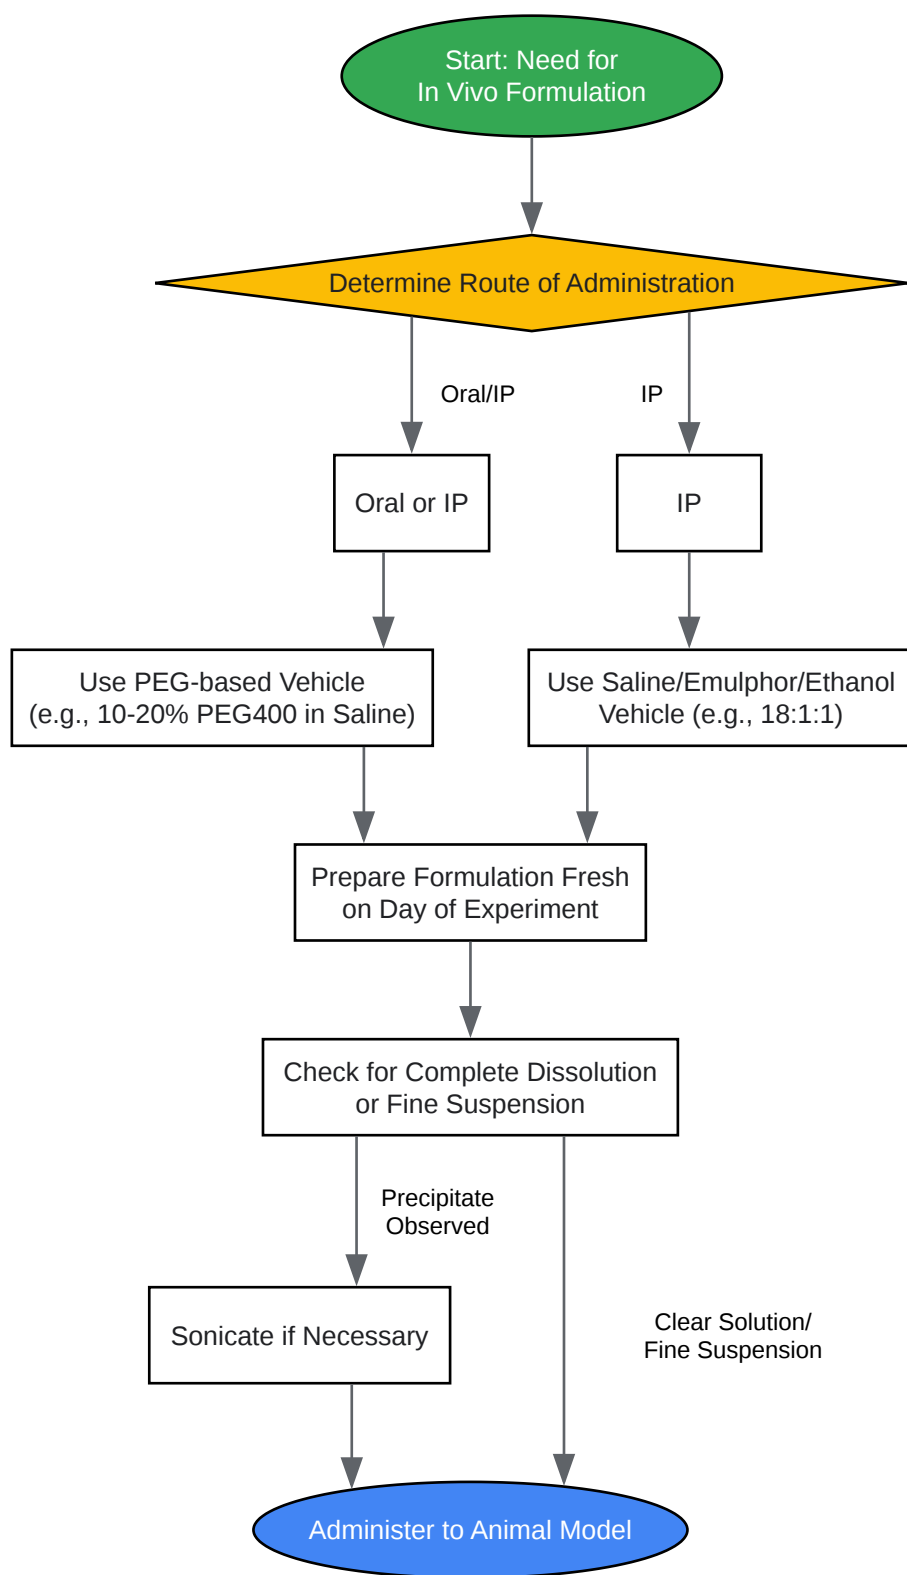 Start: Need for
In Vivo Formulation
Determine Route of Administration
Oral/IP
IP
Oral or IP
IP
Use PEG-based Vehicle
(e.g., 10-20% PEG400 in Saline)
Use Saline/Emulphor/Ethanol
Vehicle (e.g., 18:1:1)
Prepare Formulation Fresh
on Day of Experiment
Check for Complete Dissolution
or Fine Suspension
Precipitate
Observed
Sonicate if Necessary
Clear Solution/
Fine Suspension
Administer to Animal Model